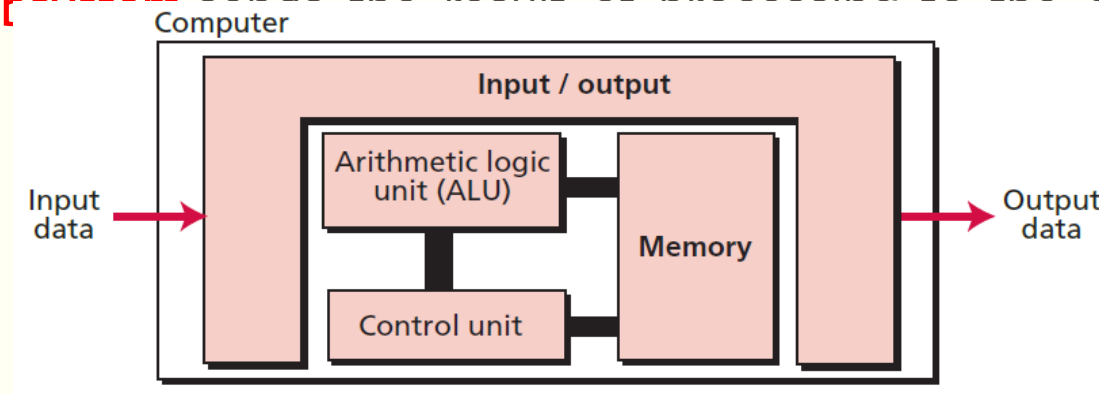 Computer
Input / output
Arithmetic logic
unit (ALU)
Input
data
Memory
Output
data
Control unit